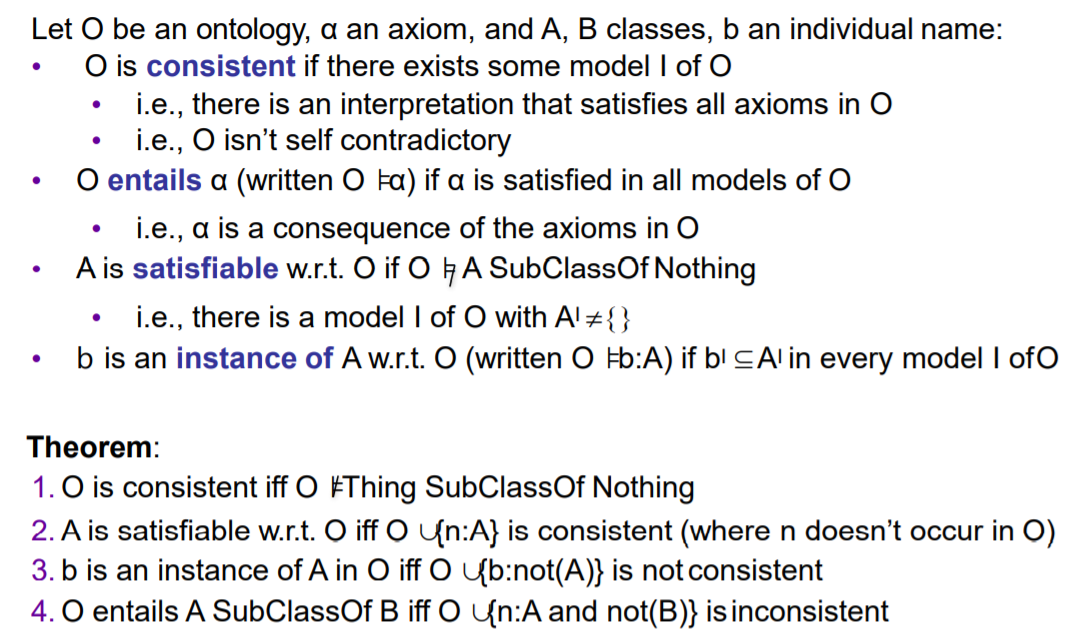 Let O be an ontology, α an axiom, and A, B classes, b an individual name:
• O is consistent if there exists some model I of O
• i.e., there is an interpretation that satisfies all axioms in O
• i.e., O isn’t self contradictory
• O entails α (written O ⊨α) if α is satisfied in all models of O
• i.e., α is a consequence of the axioms in O
• A is satisfiable w.r.t. O if O ⊭ A SubClassOf Nothing
• i.e., there is a model I of O with Aᴵ ≠ {}
• b is an instance of A w.r.t. O (written O ⊨b:A) if bᴵ ⊆ Aᴵ in every model I of O
Theorem:
1. O is consistent iff O ⊭Thing SubClassOf Nothing
2. A is satisfiable w.r.t. O iff O ∪{n:A} is consistent (where n doesn’t occur in O)
3. b is an instance of A in O iff O ∪{b:not(A)} is not consistent
4. O entails A SubClassOf B iff O ∪{n:A and not(B)} is inconsistent